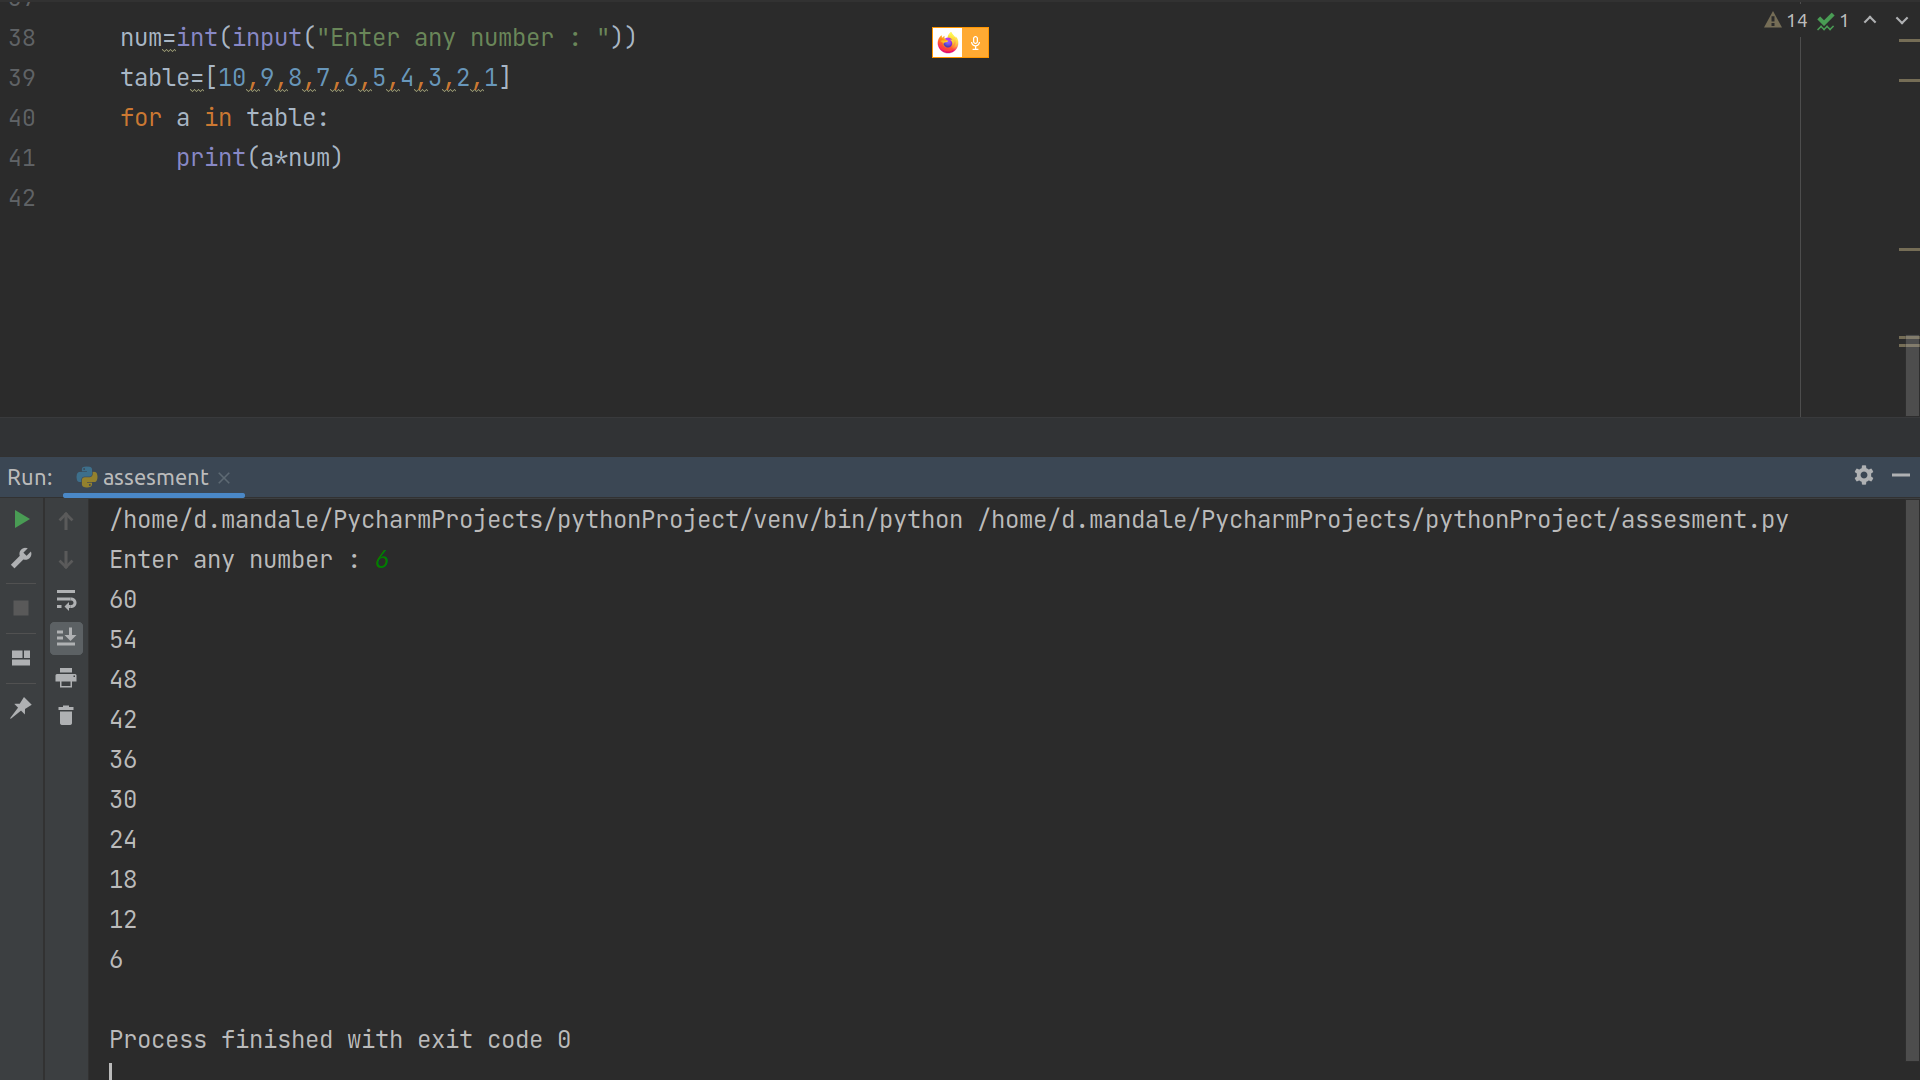 38 num=int(input("Enter any number : "))
14 1
39 table=[10,9,8,7,6,5,4,3,2,1]
40 for a in table:
41 print(a*num)
42
Run: assesment
/home/d.mandale/PycharmProjects/pythonProject/venv/bin/python /home/d.mandale/PycharmProjects/pythonProject/assesment.py
Enter any number : 6
60
54
48
42
36
30
24
18
12
6
Process finished with exit code 0